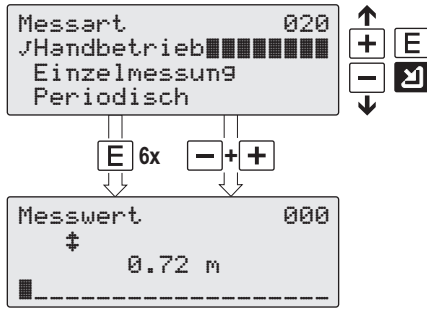 Messart 020
✓Handbetrieb
Einzelmessung
Periodisch
+ E
−
E 6x − + +
Messwert 000
0.72 m